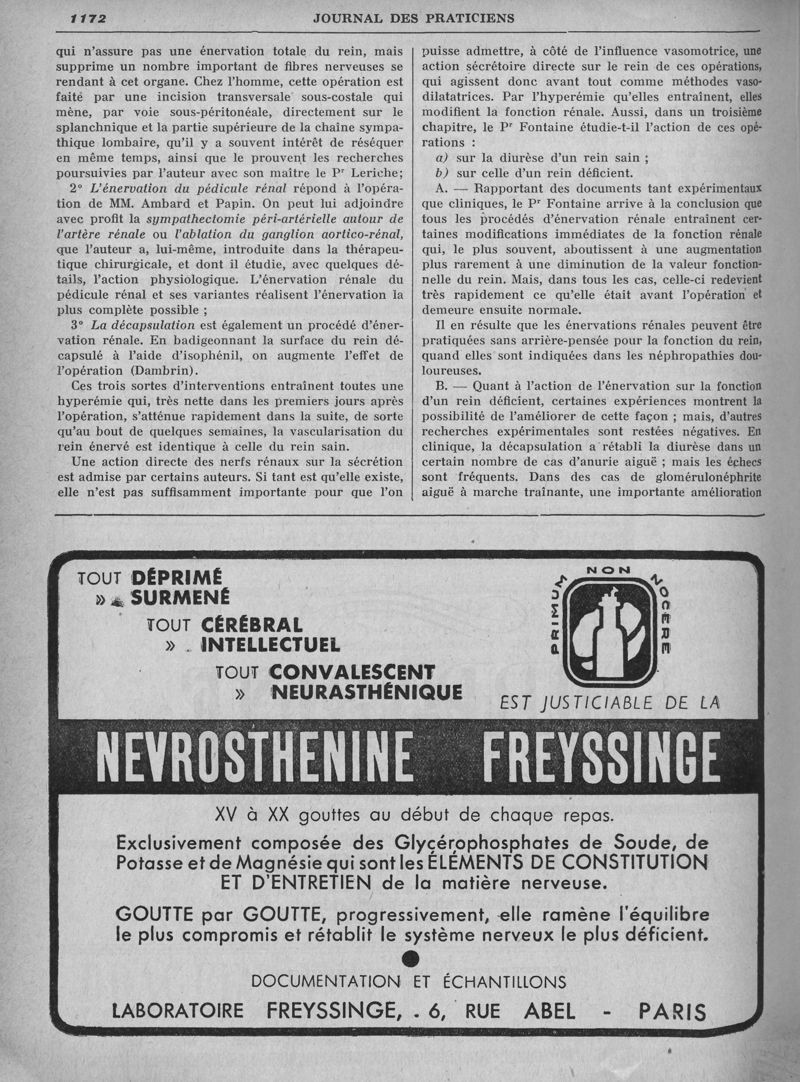 1172
JOURNAL DES PRATICIENS
qui n'assure pas une énervation totale du rein, mais
supprime un nombre important de fibres nerveuses se
rendant à cet organe. Chez l'homme, cette opération est
faite par une incision transversale sous-costale qui
mène, par voie sous-péritonéale, directement sur le
splanchnique et la partie supérieure de la chaîne sympa-
thique lombaire, qu'il y a souvent intérêt de réséquer
en même temps, ainsi que le prouvent les recherches
poursuivies par l'auteur avec son maître le Pr Leriche;
2° L'énervation du pédicule rénal répond à l'opéra-
tion de MM. Ambard et Papin. On peut lui adjoindre
avec profit la sympathectomie péri-artérielle autour de
l'artère rénale ou l'ablation du ganglion aortico-rénal,
que l'auteur a, lui-même, introduite dans la thérapeu-
tique chirurgicale, et dont il étudie, avec quelques dé-
tails, l'action physiologique. L'énervation rénale du
pédicule rénal et ses variantes réalisent l'énervation la
plus complète possible ;
3° La décapsulation est également un procédé d'éner-
vation rénale. En badigeonnant la surface du rein dé-
capsulé à l'aide d'isophénil, on augmente l'effet de
l'opération (Dambrin).
Ces trois sortes d'interventions entraînent toutes une
hyperémie qui, très nette dans les premiers jours après
l'opération, s'atténue rapidement dans la suite, de sorte
qu'au bout de quelques semaines, la vascularisation du
rein énervé est identique à celle du rein sain.
Une action directe des nerfs rénaux sur la sécrétion
est admise par certains auteurs. Si tant est qu'elle existe,
elle n'est pas suffisamment importante pour que l'on
puisse admettre, à côté de l'influence vasomotrice, une
action sécrétoire directe sur le rein de ces opérations,
qui agissent donc avant tout comme méthodes vaso-
dilatatrices. Par l'hyperémie qu'elles entraînent, elles
modifient la fonction rénale. Aussi, dans un troisième
chapitre, le Pr Fontaine étudie-t-il l'action de ces opé-
rations :
a) sur la diurèse d'un rein sain ;
b) sur celle d'un rein déficient.
A. — Rapportant des documents tant expérimentaux
que cliniques, le Pr Fontaine arrive à la conclusion que
tous les procédés d'énervation rénale entraînent cer-
taines modifications immédiates de la fonction rénale
qui, le plus souvent, aboutissent à une augmentation
plus rarement à une diminution de la valeur fonction-
nelle du rein. Mais, dans tous les cas, celle-ci redevient
très rapidement ce qu'elle était avant l'opération et
demeure ensuite normale.
Il en résulte que les énervations rénales peuvent être
pratiquées sans arrière-pensée pour la fonction du rein,
quand elles sont indiquées dans les néphropathies dou-
loureuses.
B. — Quant à l'action de l'énervation sur la fonction
d'un rein déficient, certaines expériences montrent la
possibilité de l'améliorer de cette façon ; mais, d'autres
recherches expérimentales sont restées négatives. En
clinique, la décapsulation a rétabli la diurèse dans un
certain nombre de cas d'anurie aiguë ; mais les échecs
sont fréquents. Dans des cas de glomérulonéphrite
aiguë à marche traînante, une importante amélioration
TOUT DÉPRIMÉ
» SURMENÉ
TOUT CÉRÉBRAL
» INTELLECTUEL
TOUT CONVALESCENT
» NEURASTHÉNIQUE
PRIMUM NON NOCERE
EST JUSTICIABLE DE LA
NEVROSTHENINE FREYSSINGE
XV à XX gouttes au début de chaque repas.
Exclusivement composée des Glycérophosphates de Soude, de
Potasse et de Magnésie qui sont les ÉLÉMENTS DE CONSTITUTION
ET D'ENTRETIEN de la matière nerveuse.
GOUTTE par GOUTTE, progressivement, elle ramène l'équilibre
le plus compromis et rétablit le système nerveux le plus déficient.
DOCUMENTATION ET ÉCHANTILLONS
LABORATOIRE FREYSSINGE, . 6, RUE ABEL - PARIS